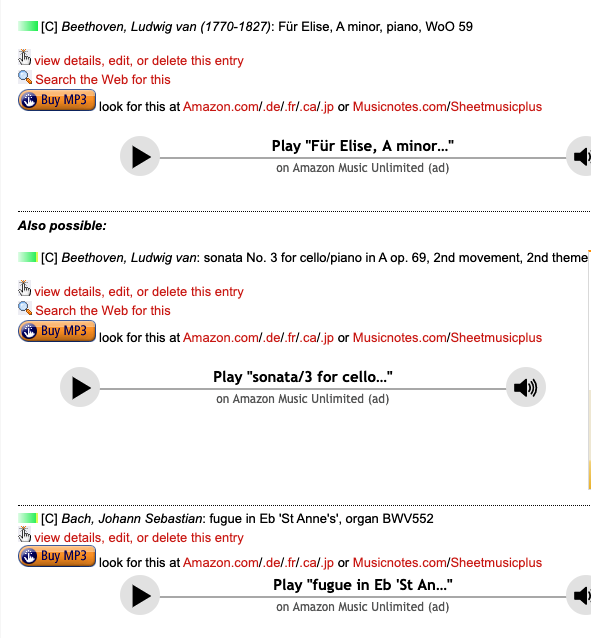 [C] Beethoven, Ludwig van (1770-1827): Für Elise, A minor, piano, WoO 59
view details, edit, or delete this entry
Search the Web for this
Buy MP3 look for this at Amazon.com/.de/.fr/.ca/.jp or Musicnotes.com/Sheetmusicplus
Play "Für Elise, A minor..."
on Amazon Music Unlimited (ad)
Also possible:
[C] Beethoven, Ludwig van: sonata No. 3 for cello/piano in A op. 69, 2nd movement, 2nd theme
view details, edit, or delete this entry
Search the Web for this
Buy MP3 look for this at Amazon.com/.de/.fr/.ca/.jp or Musicnotes.com/Sheetmusicplus
Play "sonata/3 for cello..."
on Amazon Music Unlimited (ad)
[C] Bach, Johann Sebastian: fugue in Eb 'St Anne's', organ BWV552
view details, edit, or delete this entry
Buy MP3 look for this at Amazon.com/.de/.fr/.ca/.jp or Musicnotes.com/Sheetmusicplus
Play "fugue in Eb 'St An..."
on Amazon Music Unlimited (ad)